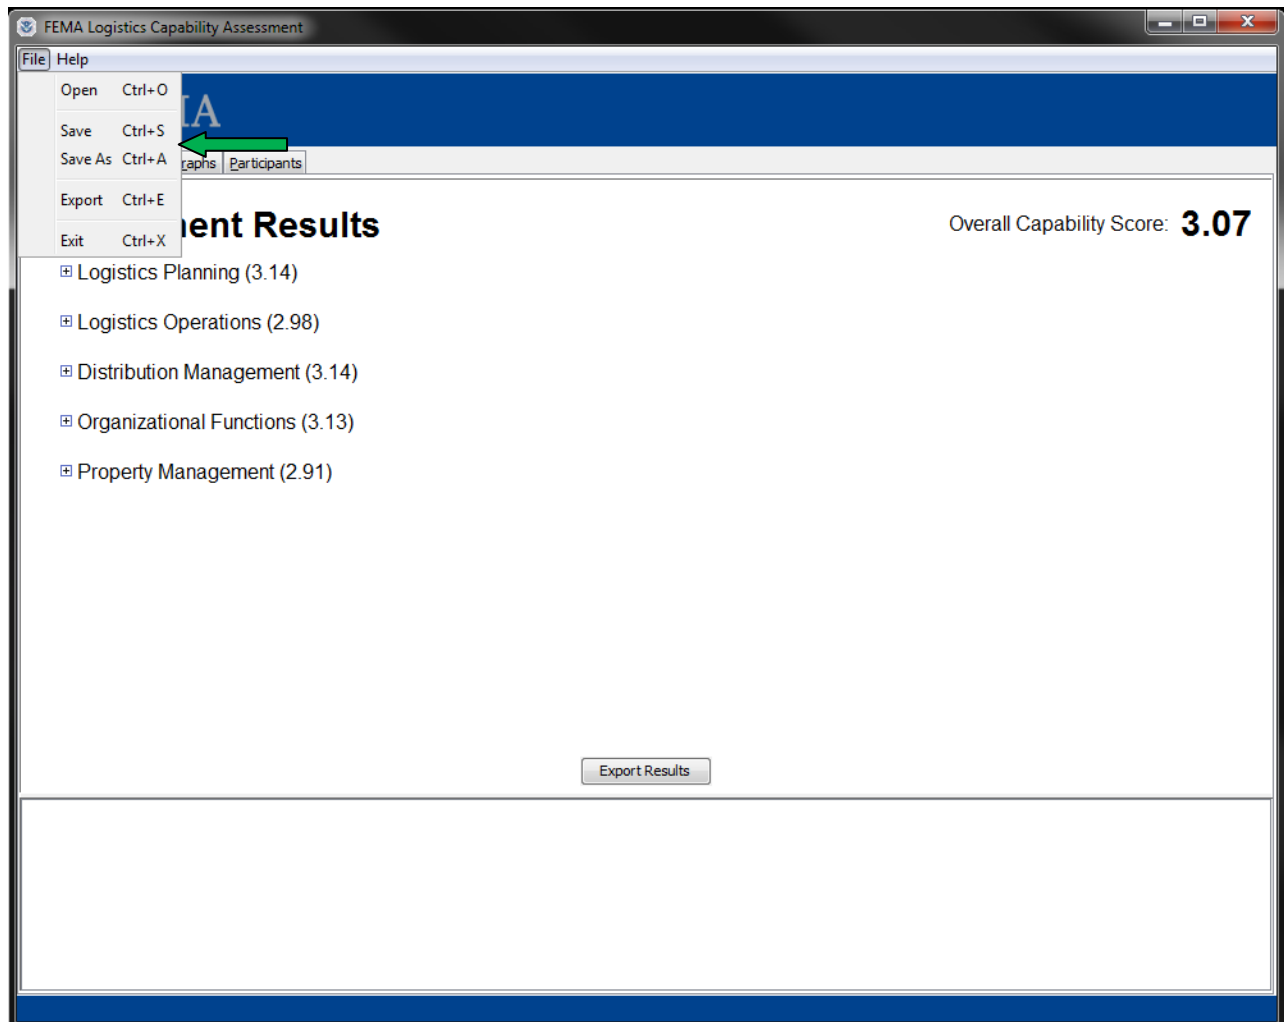 FEMA Logistics Capability Assessment
File Help
Open Ctrl+O
Save Ctrl+S
Save As Ctrl+A
Export Ctrl+E
Exit Ctrl+X
IA
raphs Participants
ent Results
Overall Capability Score: 3.07
Logistics Planning (3.14)
Logistics Operations (2.98)
Distribution Management (3.14)
Organizational Functions (3.13)
Property Management (2.91)
Export Results